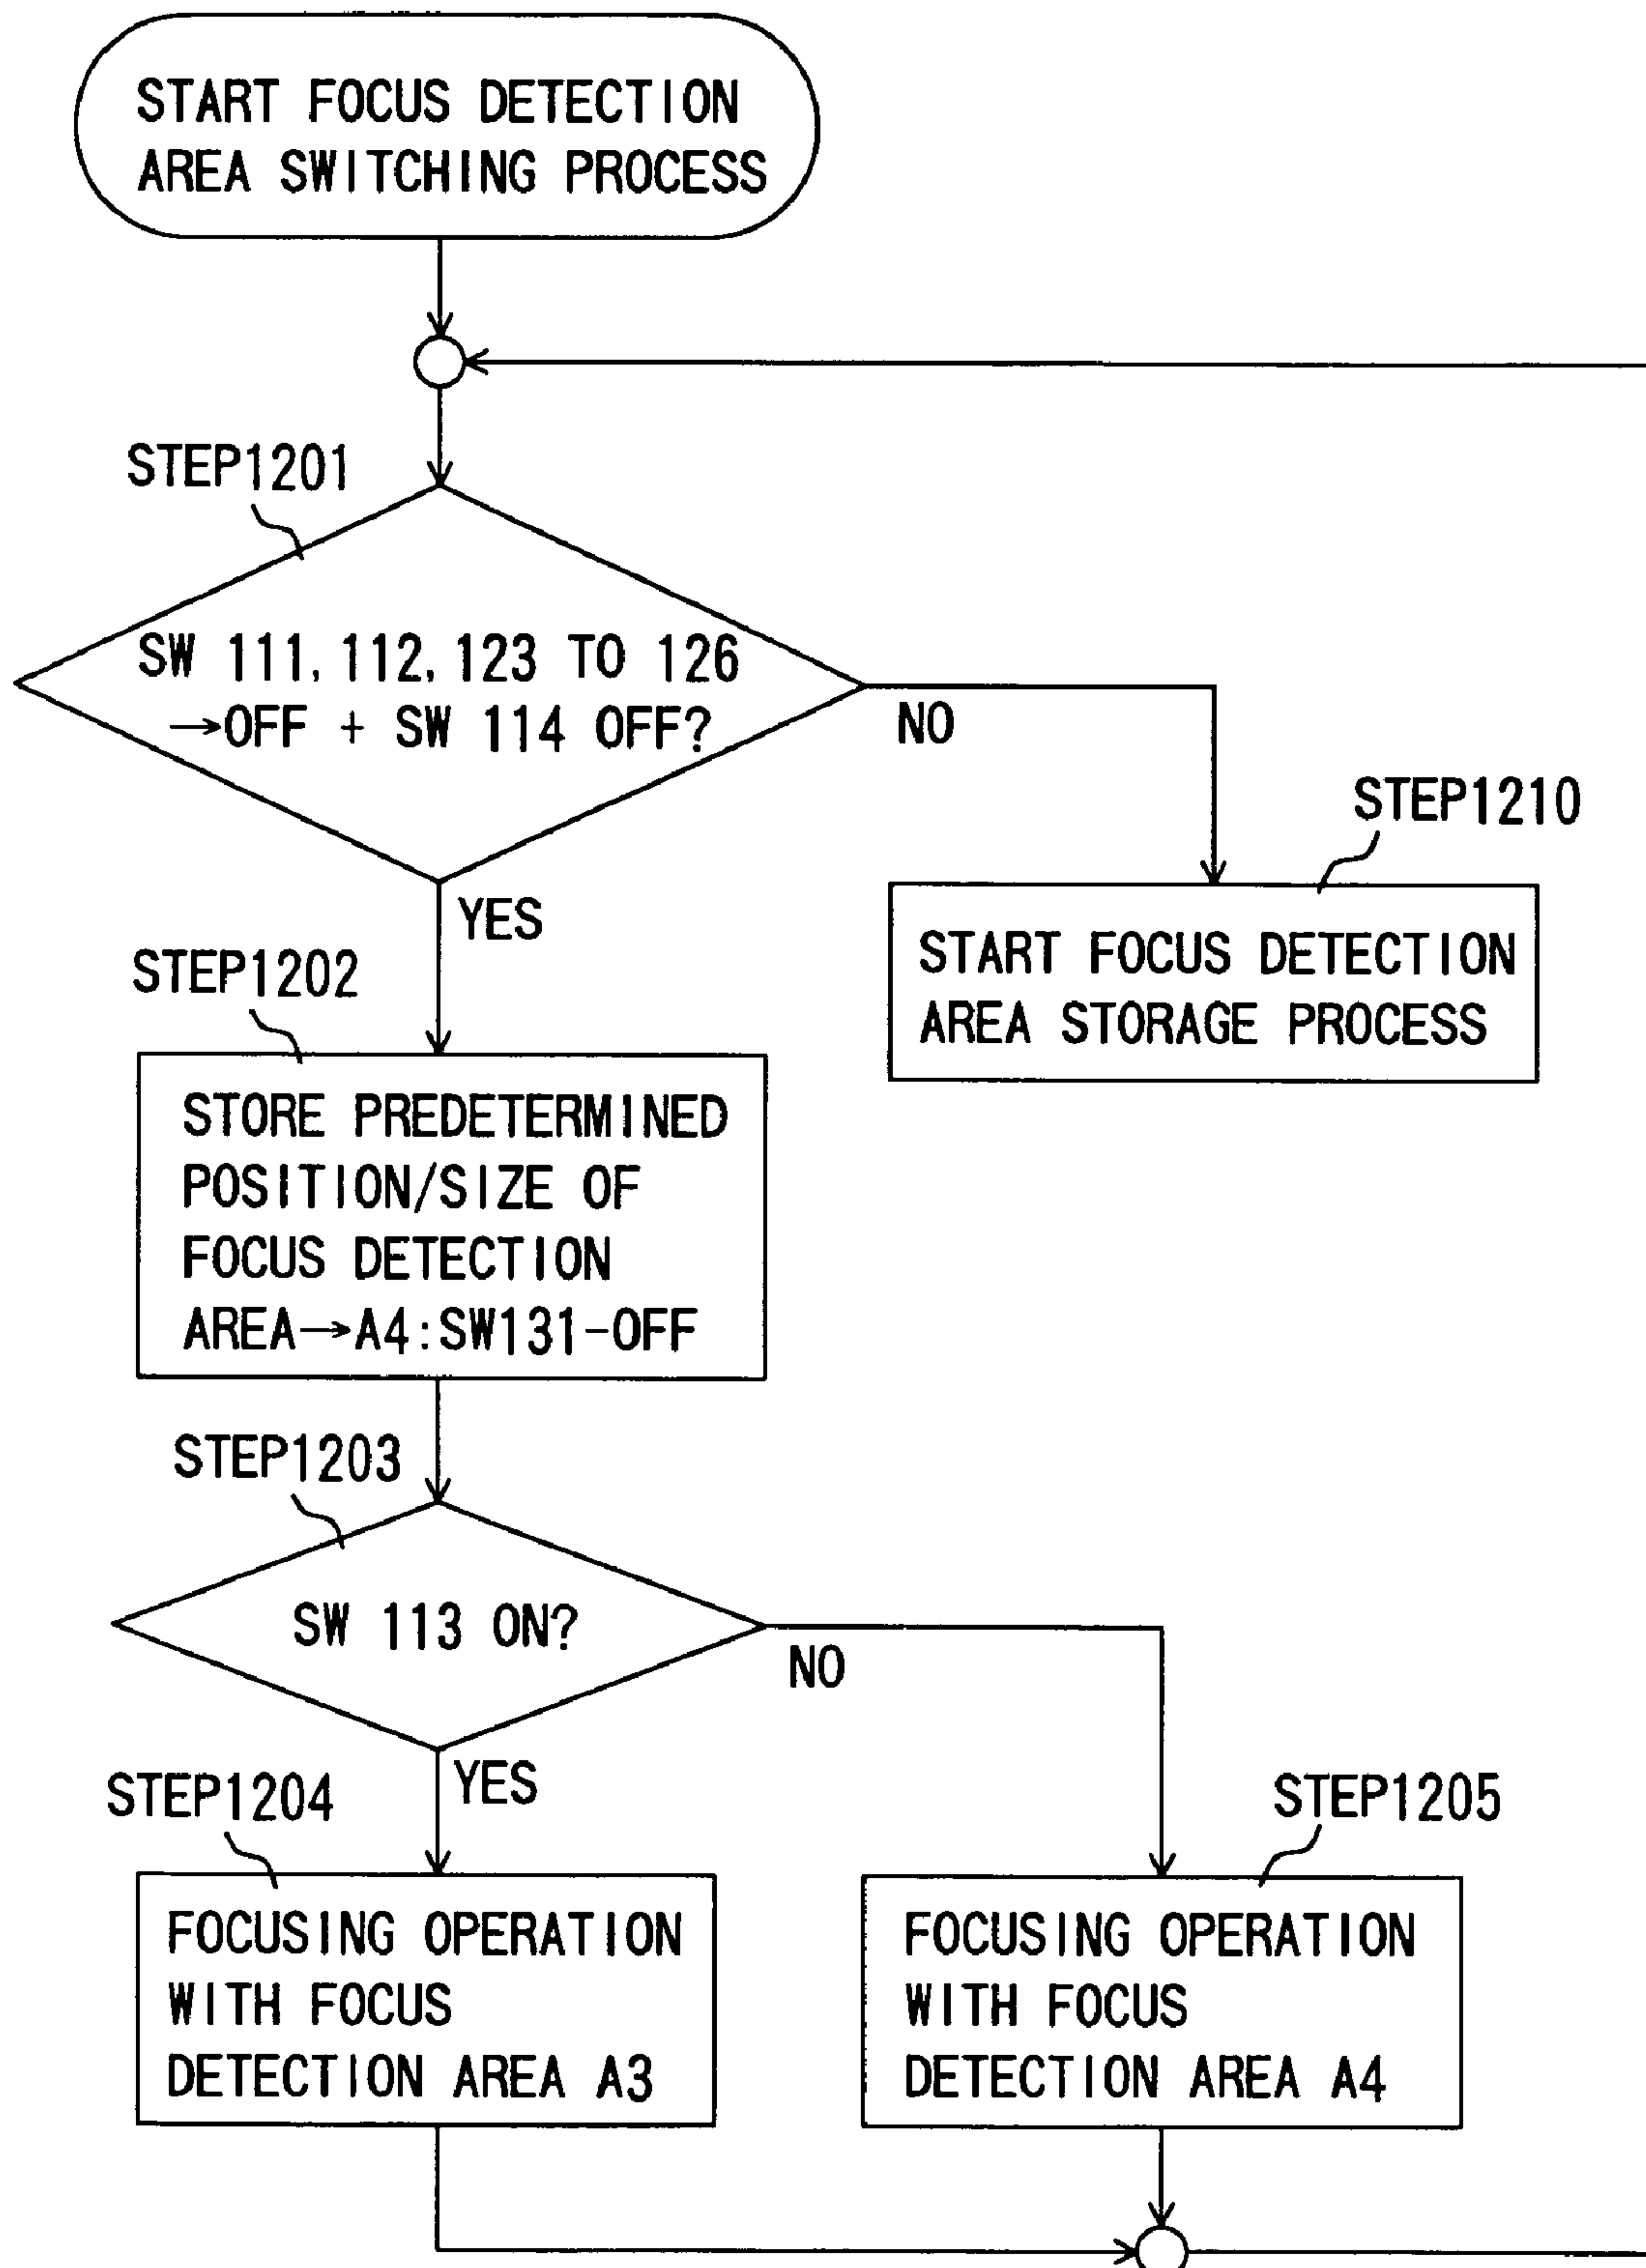 START FOCUS DETECTION
AREA SWITCHING PROCESS
STEP1201
SW 111, 112, 123 TO 126
→OFF + SW 114 OFF?
NO
YES
STEP1210
START FOCUS DETECTION
AREA STORAGE PROCESS
STEP1202
STORE PREDETERMINED
POSITION/SIZE OF
FOCUS DETECTION
AREA→A4:SW131-OFF
STEP1203
SW 113 ON?
NO
YES
STEP1204
FOCUSING OPERATION
WITH FOCUS
DETECTION AREA A3
STEP1205
FOCUSING OPERATION
WITH FOCUS
DETECTION AREA A4